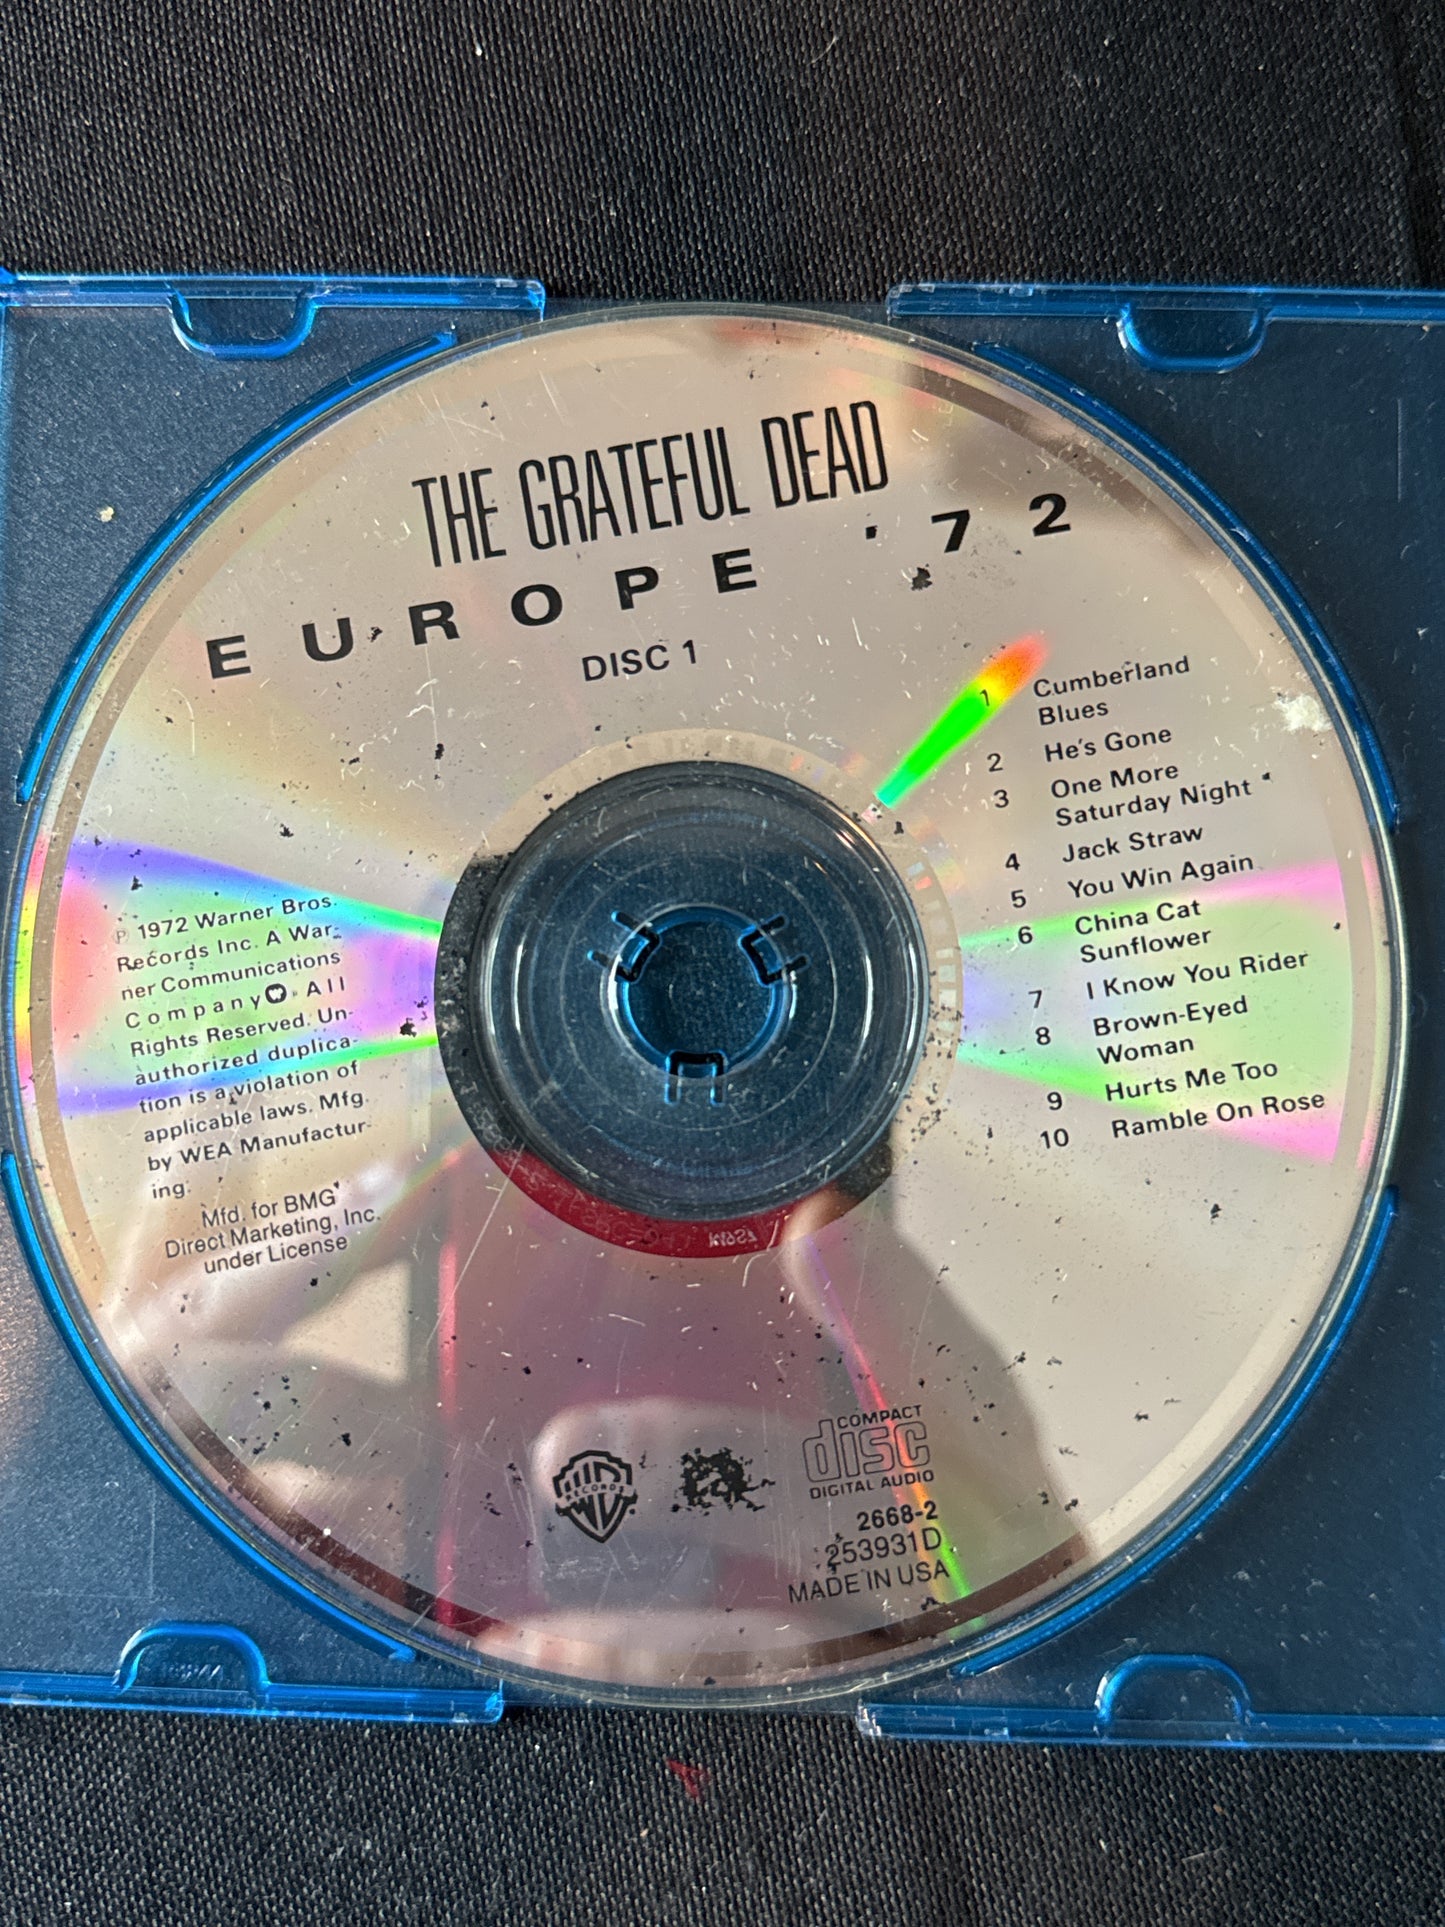 THE GRATEFUL DEAD
EUROPE '72
DISC 1
1 Cumberland
Blues
2 He's Gone
3 One More
Saturday Night
4 Jack Straw
5 You Win Again
6 China Cat
Sunflower
7 I Know You Rider
8 Brown-Eyed
Woman
9 Hurts Me Too
10 Ramble On Rose
℗ 1972 Warner Bros.
Records Inc. A War-
ner Communications
Company W. All
Rights Reserved. Un-
authorized duplica-
tion is a violation of
applicable laws. Mfg.
by WEA Manufactur-
ing.
Mfd. for BMG
Direct Marketing, Inc.
under License
RECORDS
COMPACT
disc
DIGITAL AUDIO
2668-2
253931D
MADE IN USA